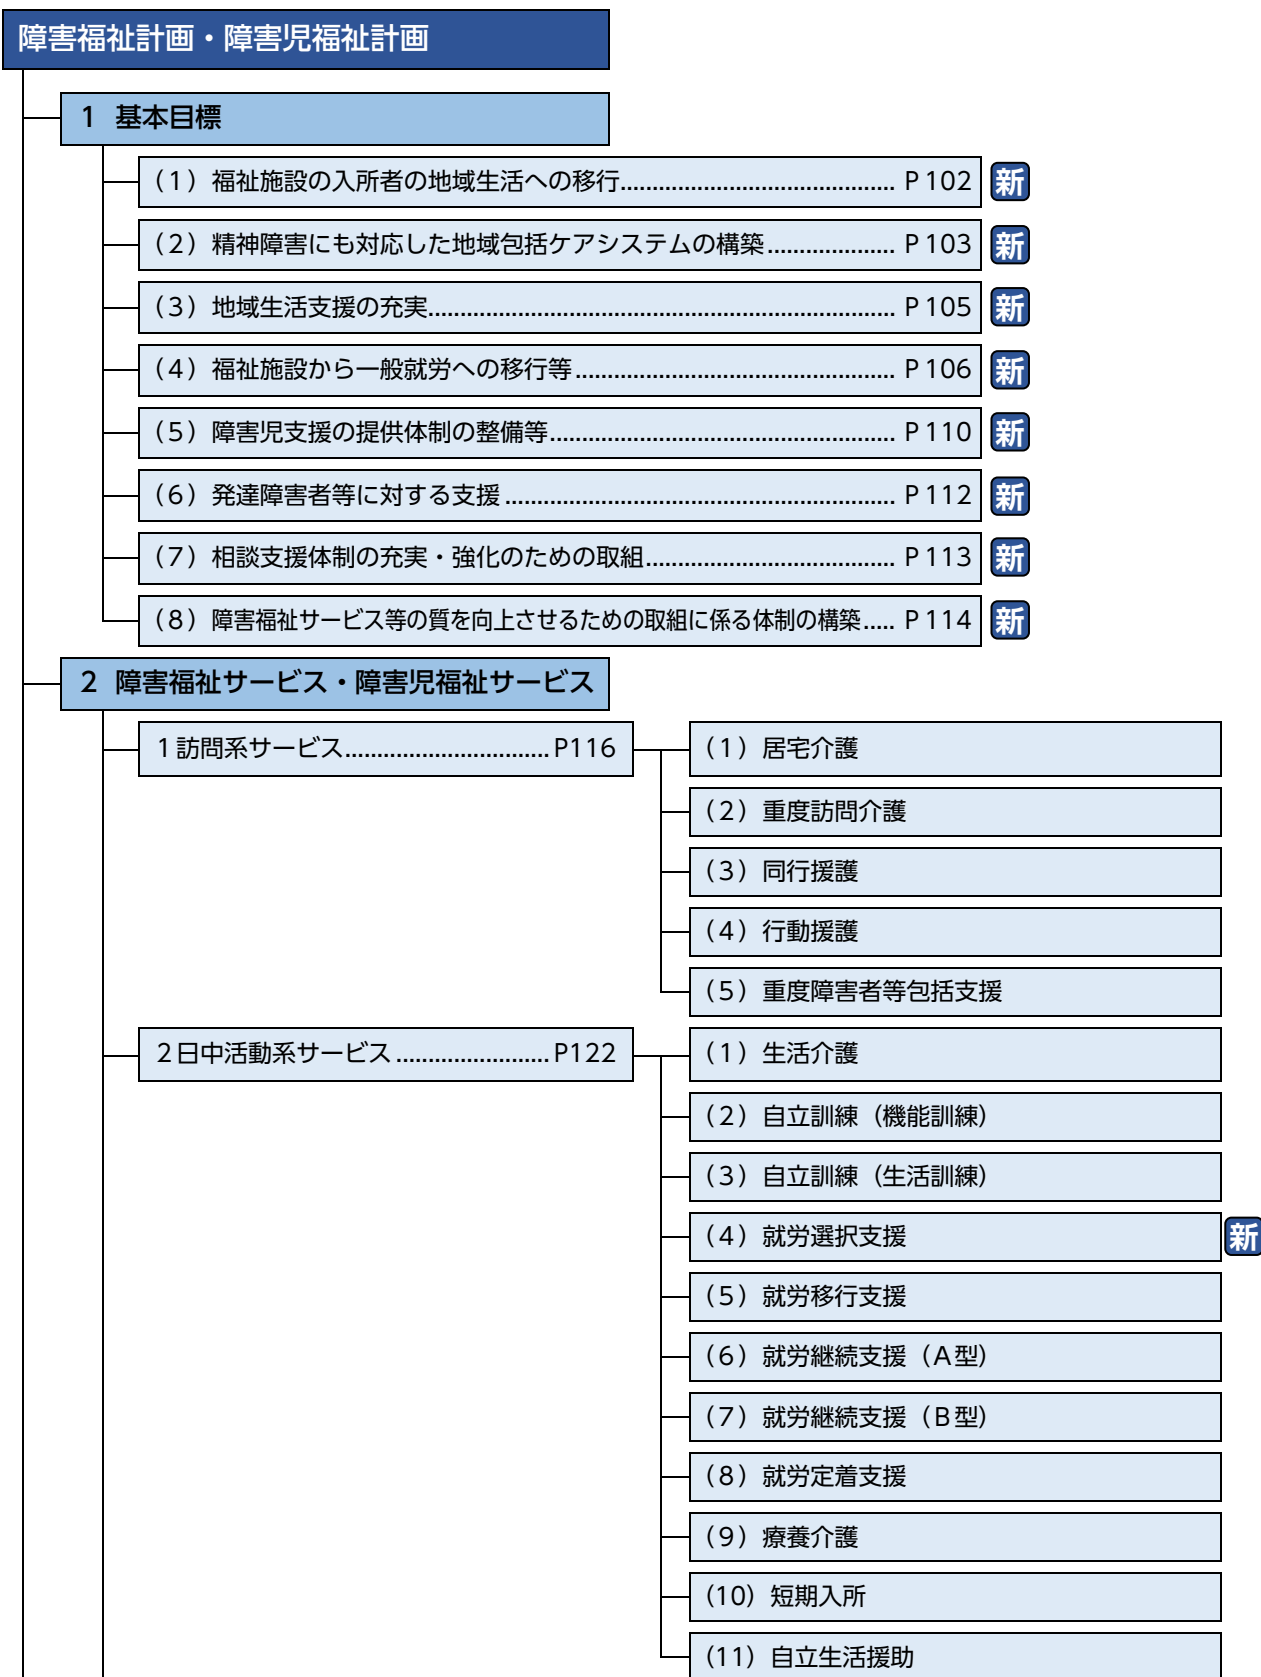 障害福祉計画・障害児福祉計画
1 基本目標
（1）福祉施設の入所者の地域生活への移行........................................... P102 新
（2）精神障害にも対応した地域包括ケアシステムの構築.................... P103 新
（3）地域生活支援の充実......................................................................... P105 新
（4）福祉施設から一般就労への移行等.................................................. P106 新
（5）障害児支援の提供体制の整備等...................................................... P110 新
（6）発達障害者等に対する支援............................................................. P112 新
（7）相談支援体制の充実・強化のための取組....................................... P113 新
（8）障害福祉サービス等の質を向上させるための取組に係る体制の構築..... P114 新
2 障害福祉サービス・障害児福祉サービス
1訪問系サービス................................ P116
（1）居宅介護
（2）重度訪問介護
（3）同行援護
（4）行動援護
（5）重度障害者等包括支援
2日中活動系サービス........................ P122
（1）生活介護
（2）自立訓練（機能訓練）
（3）自立訓練（生活訓練）
（4）就労選択支援 新
（5）就労移行支援
（6）就労継続支援（A型）
（7）就労継続支援（B型）
（8）就労定着支援
（9）療養介護
（10）短期入所
（11）自立生活援助